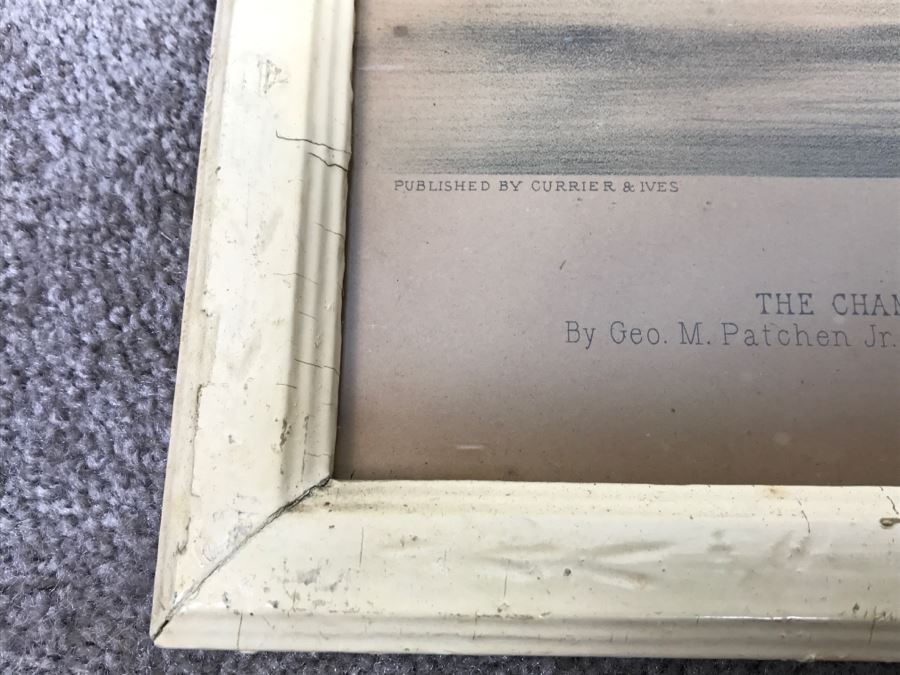 PUBLISHED BY CURRIER & IVES
THE CHAM
By Geo. M. Patchen Jr.